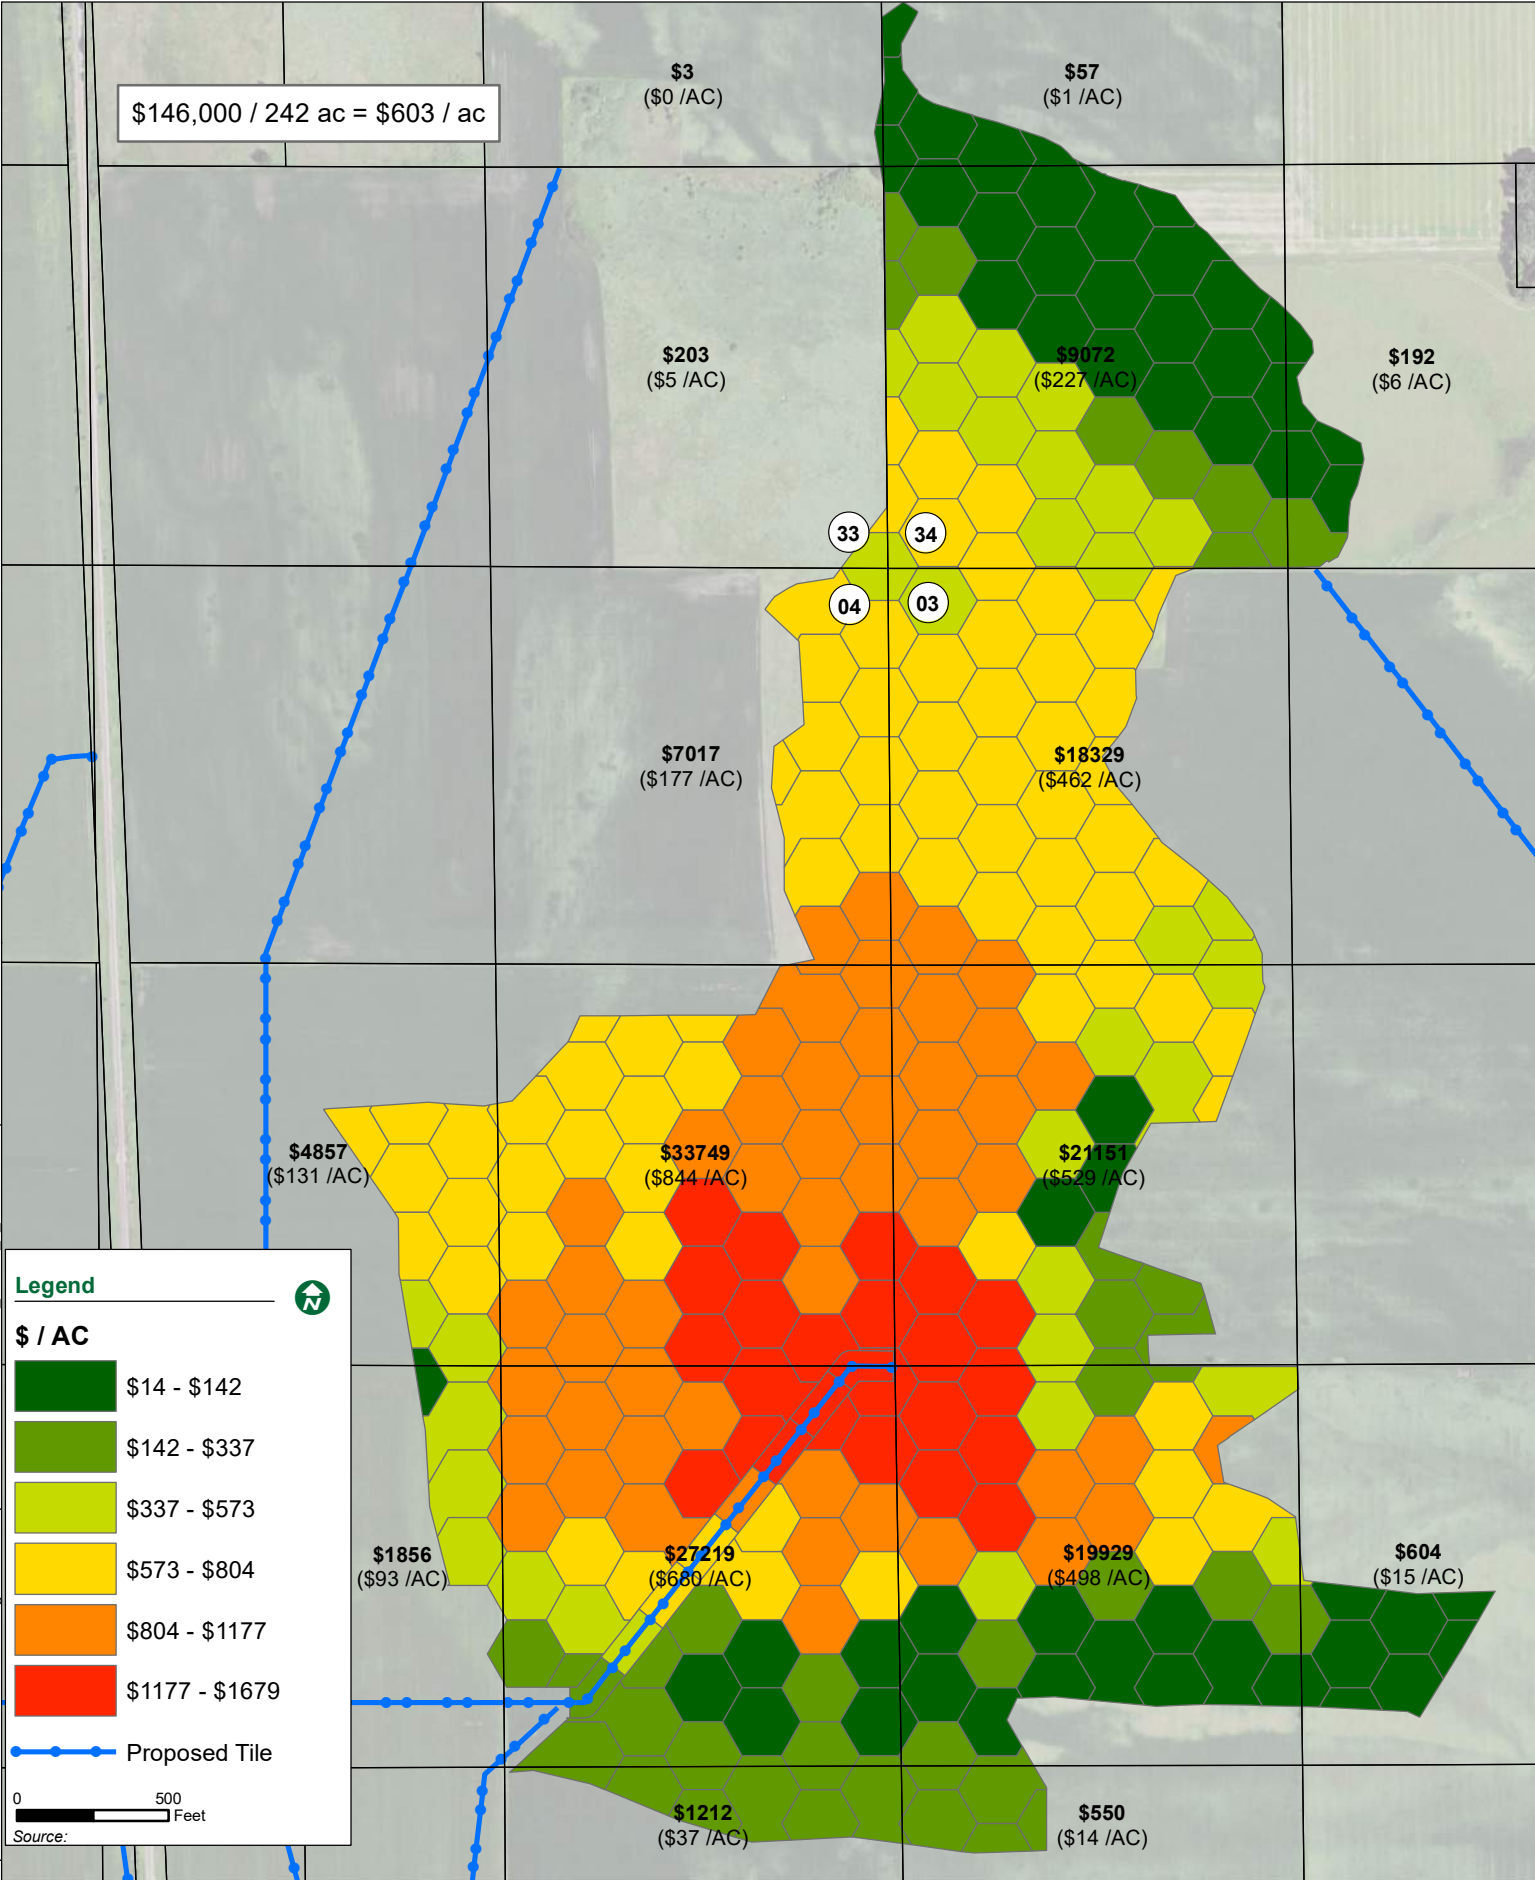 $3
($0 /AC)
$57
($1 /AC)
$146,000 / 242 ac = $603 / ac
$203
($5 /AC)
$9072
($227 /AC)
$192
($6 /AC)
33
34
04
03
$7017
($177 /AC)
$18329
($462 /AC)
$4857
($131 /AC)
$33749
($844 /AC)
$21151
($529 /AC)
Legend
N
$ / AC
$14 - $142
$142 - $337
$337 - $573
$573 - $804
$804 - $1177
$1177 - $1679
Proposed Tile
0 500
Feet
Source:
$1856
($93 /AC)
$27219
($680 /AC)
$19929
($498 /AC)
$604
($15 /AC)
$1212
($37 /AC)
$550
($14 /AC)